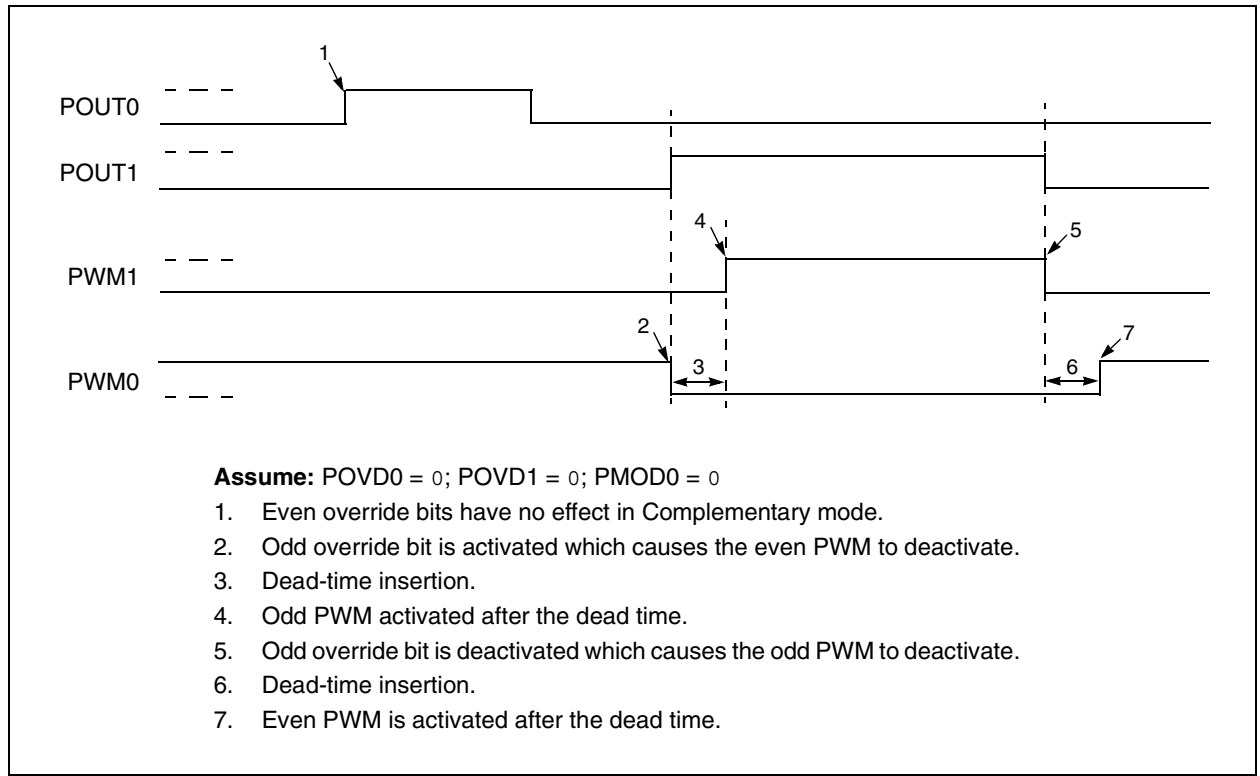 1
POUT0
POUT1
4
5
PWM1
2
7
PWM0
3
6
Assume: POVD0 = 0; POVD1 = 0; PMOD0 = 0
1. Even override bits have no effect in Complementary mode.
2. Odd override bit is activated which causes the even PWM to deactivate.
3. Dead-time insertion.
4. Odd PWM activated after the dead time.
5. Odd override bit is deactivated which causes the odd PWM to deactivate.
6. Dead-time insertion.
7. Even PWM is activated after the dead time.